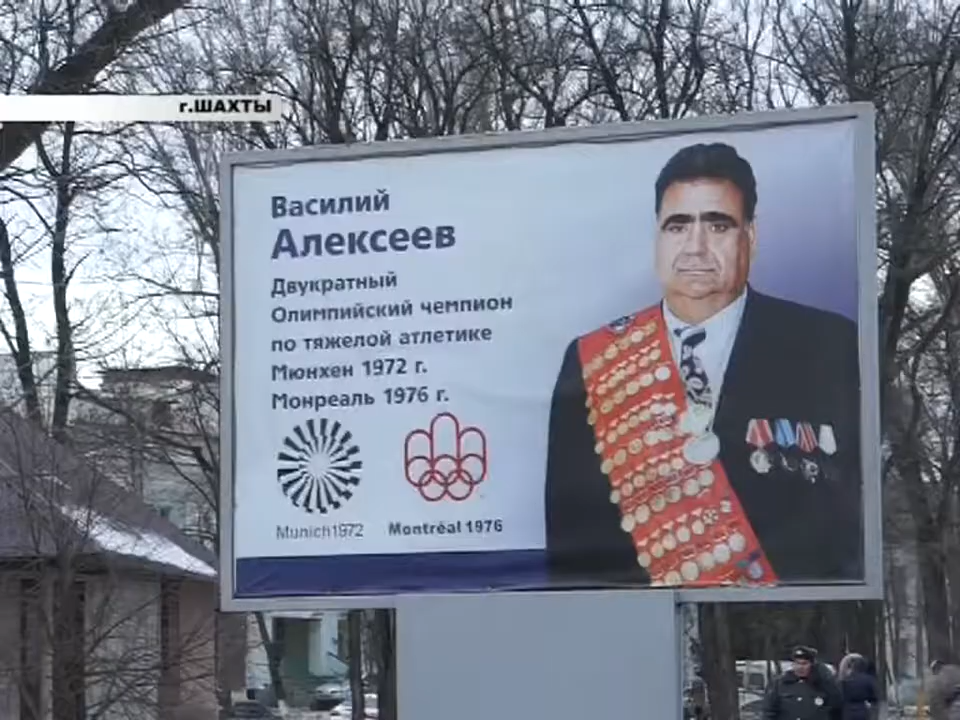 г.ШАХТЫ
Василий
Алексеев
Двукратный
Олимпийский чемпион
по тяжелой атлетике
Мюнхен 1972 г.
Монреаль 1976 г.
Munich1972
Montréal 1976